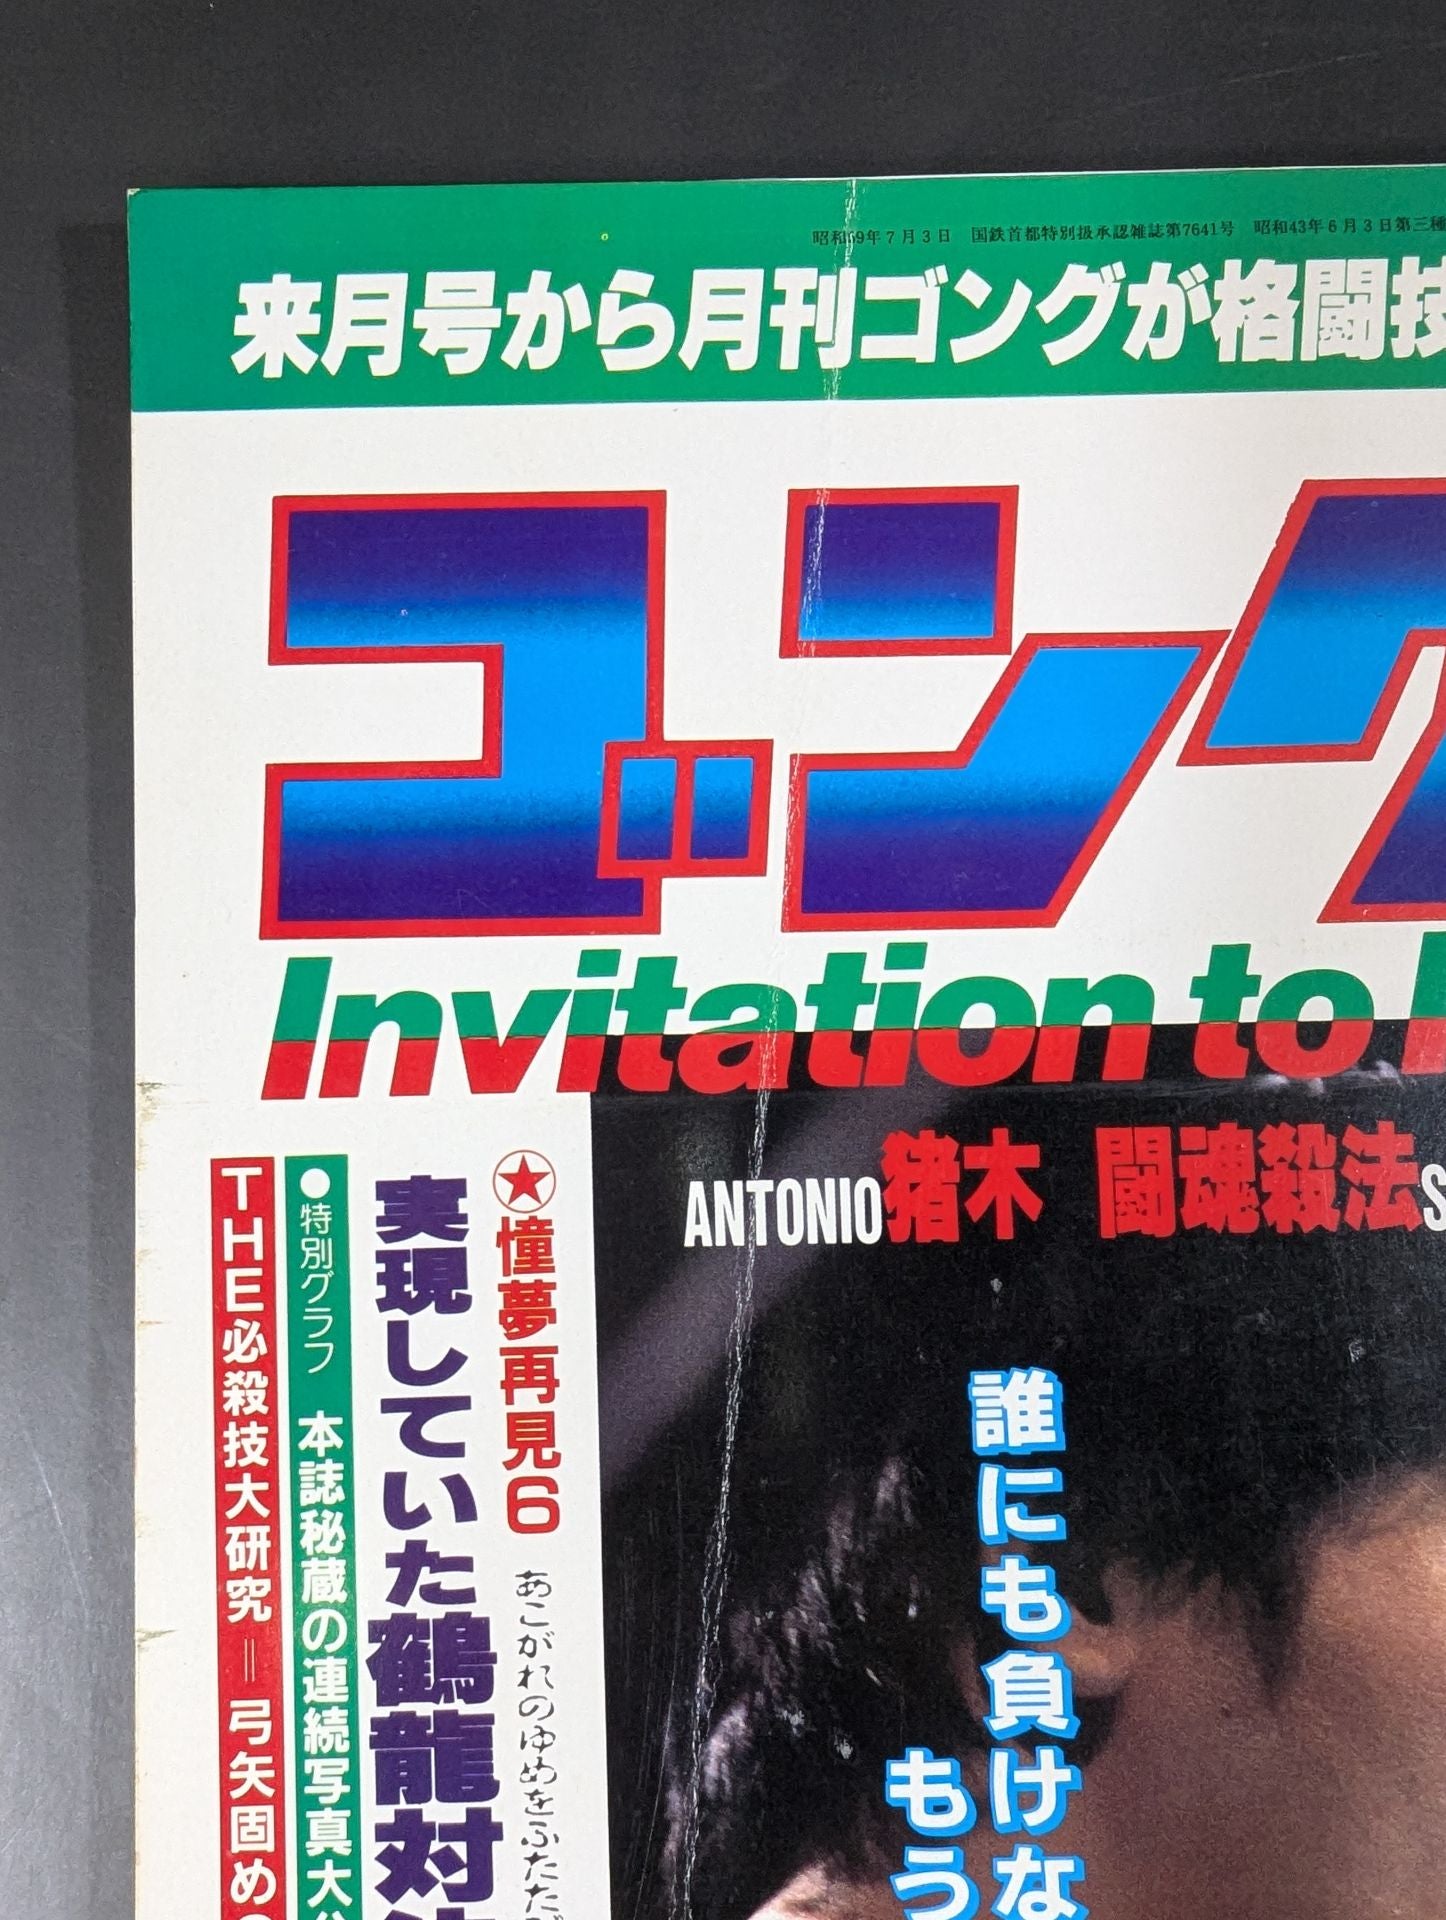 昭和59年7月3日 国鉄首都特別扱承認雑誌第7641号 昭和43年6月3日第三種
来月号から月刊ゴングが格闘技
ゴング
Invitation to
ANTONIO猪木 闘魂殺法S
誰にも負けな
もう
★憧夢再見6 あこがれのゆめをふたたび
実現していた鶴龍対
●特別グラフ 本誌秘蔵の連続写真大
THE必殺技大研究=弓矢固め